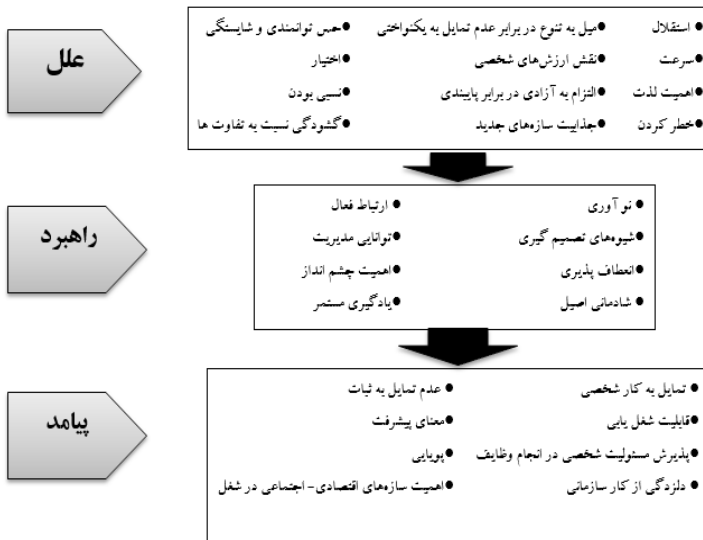 علل
● استقلال ●میل به تنوع در برابر عدم تمایل به یکنواختی ●حس توانمندی و شایستگی
●سرعت ●نقش ارزش‌های شخصی ●اختیار
●اهمیت لذت ●التزام به آزادی در برابر پایبندی ●نسبی بودن
●خطر کردن ●جذابیت سازه‌های جدید ●گشودگی نسبت به تفاوت ها
راهبرد
● نو آوری ● ارتباط فعال
●شیوه‌های تصمیم گیری ●توانایی مدیریت
●انعطاف پذیری ●اهمیت چشم انداز
● شادمانی اصیل ●یادگیری مستمر
پیامد
● تمایل به کار شخصی ● عدم تمایل به ثبات
●قابلیت شغل یابی ●معنای پیشرفت
●پذیرش مسئولیت شخصی در انجام وظایف ●پویایی
● دلزدگی از کار سازمانی ●اهمیت سازه‌های اقتصادی- اجتماعی در شغل